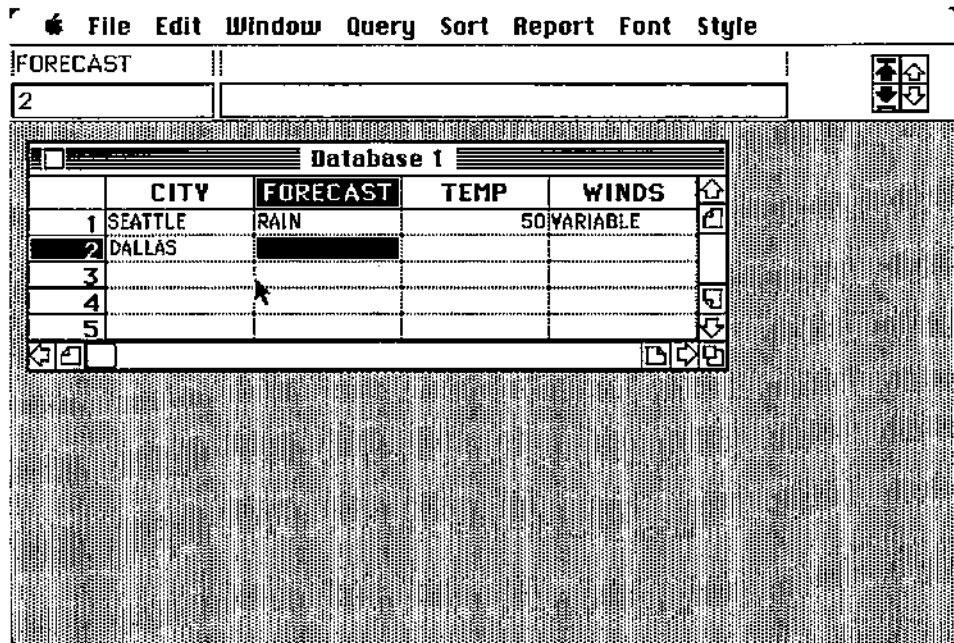 File Edit Window Query Sort Report Font Style
FORECAST
2
Database 1
CITY FORECAST TEMP WINDS
1 SEATTLE RAIN 50 VARIABLE
2 DALLAS
3
4
5